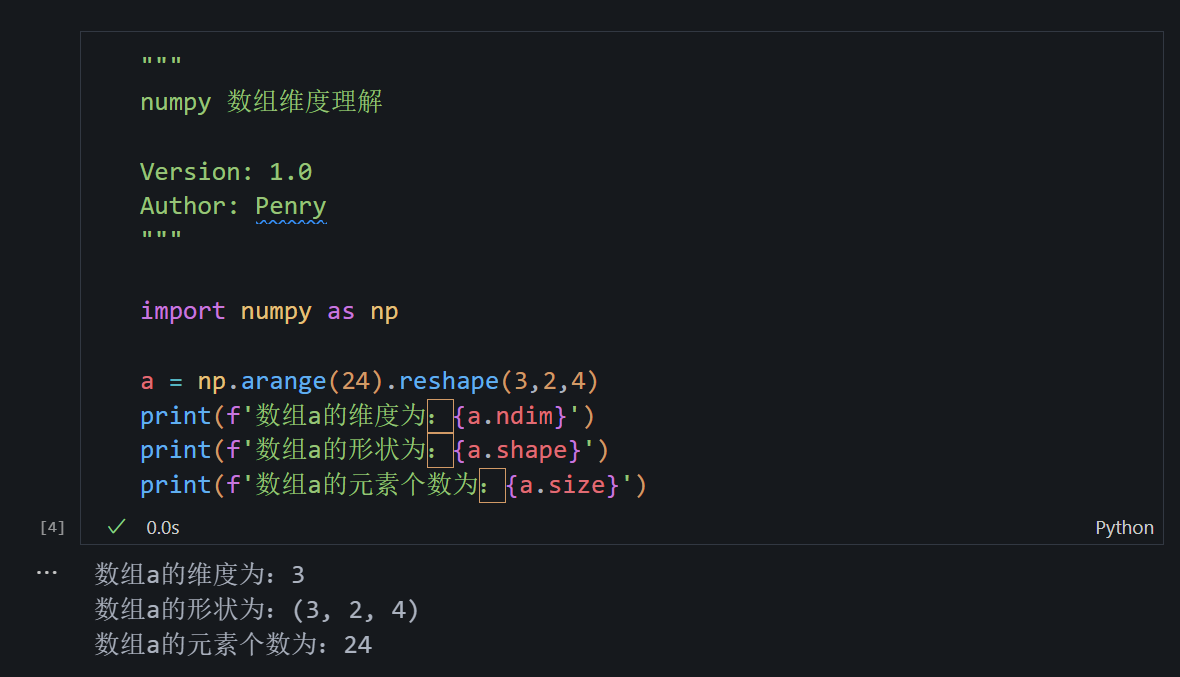 """
numpy 数组维度理解
Version: 1.0
Author: Penry
"""
import numpy as np
a = np.arange(24).reshape(3,2,4)
print(f'数组a的维度为：{a.ndim}')
print(f'数组a的形状为：{a.shape}')
print(f'数组a的元素个数为：{a.size}')
[4] ✓ 0.0s Python
... 数组a的维度为：3
数组a的形状为：(3, 2, 4)
数组a的元素个数为：24